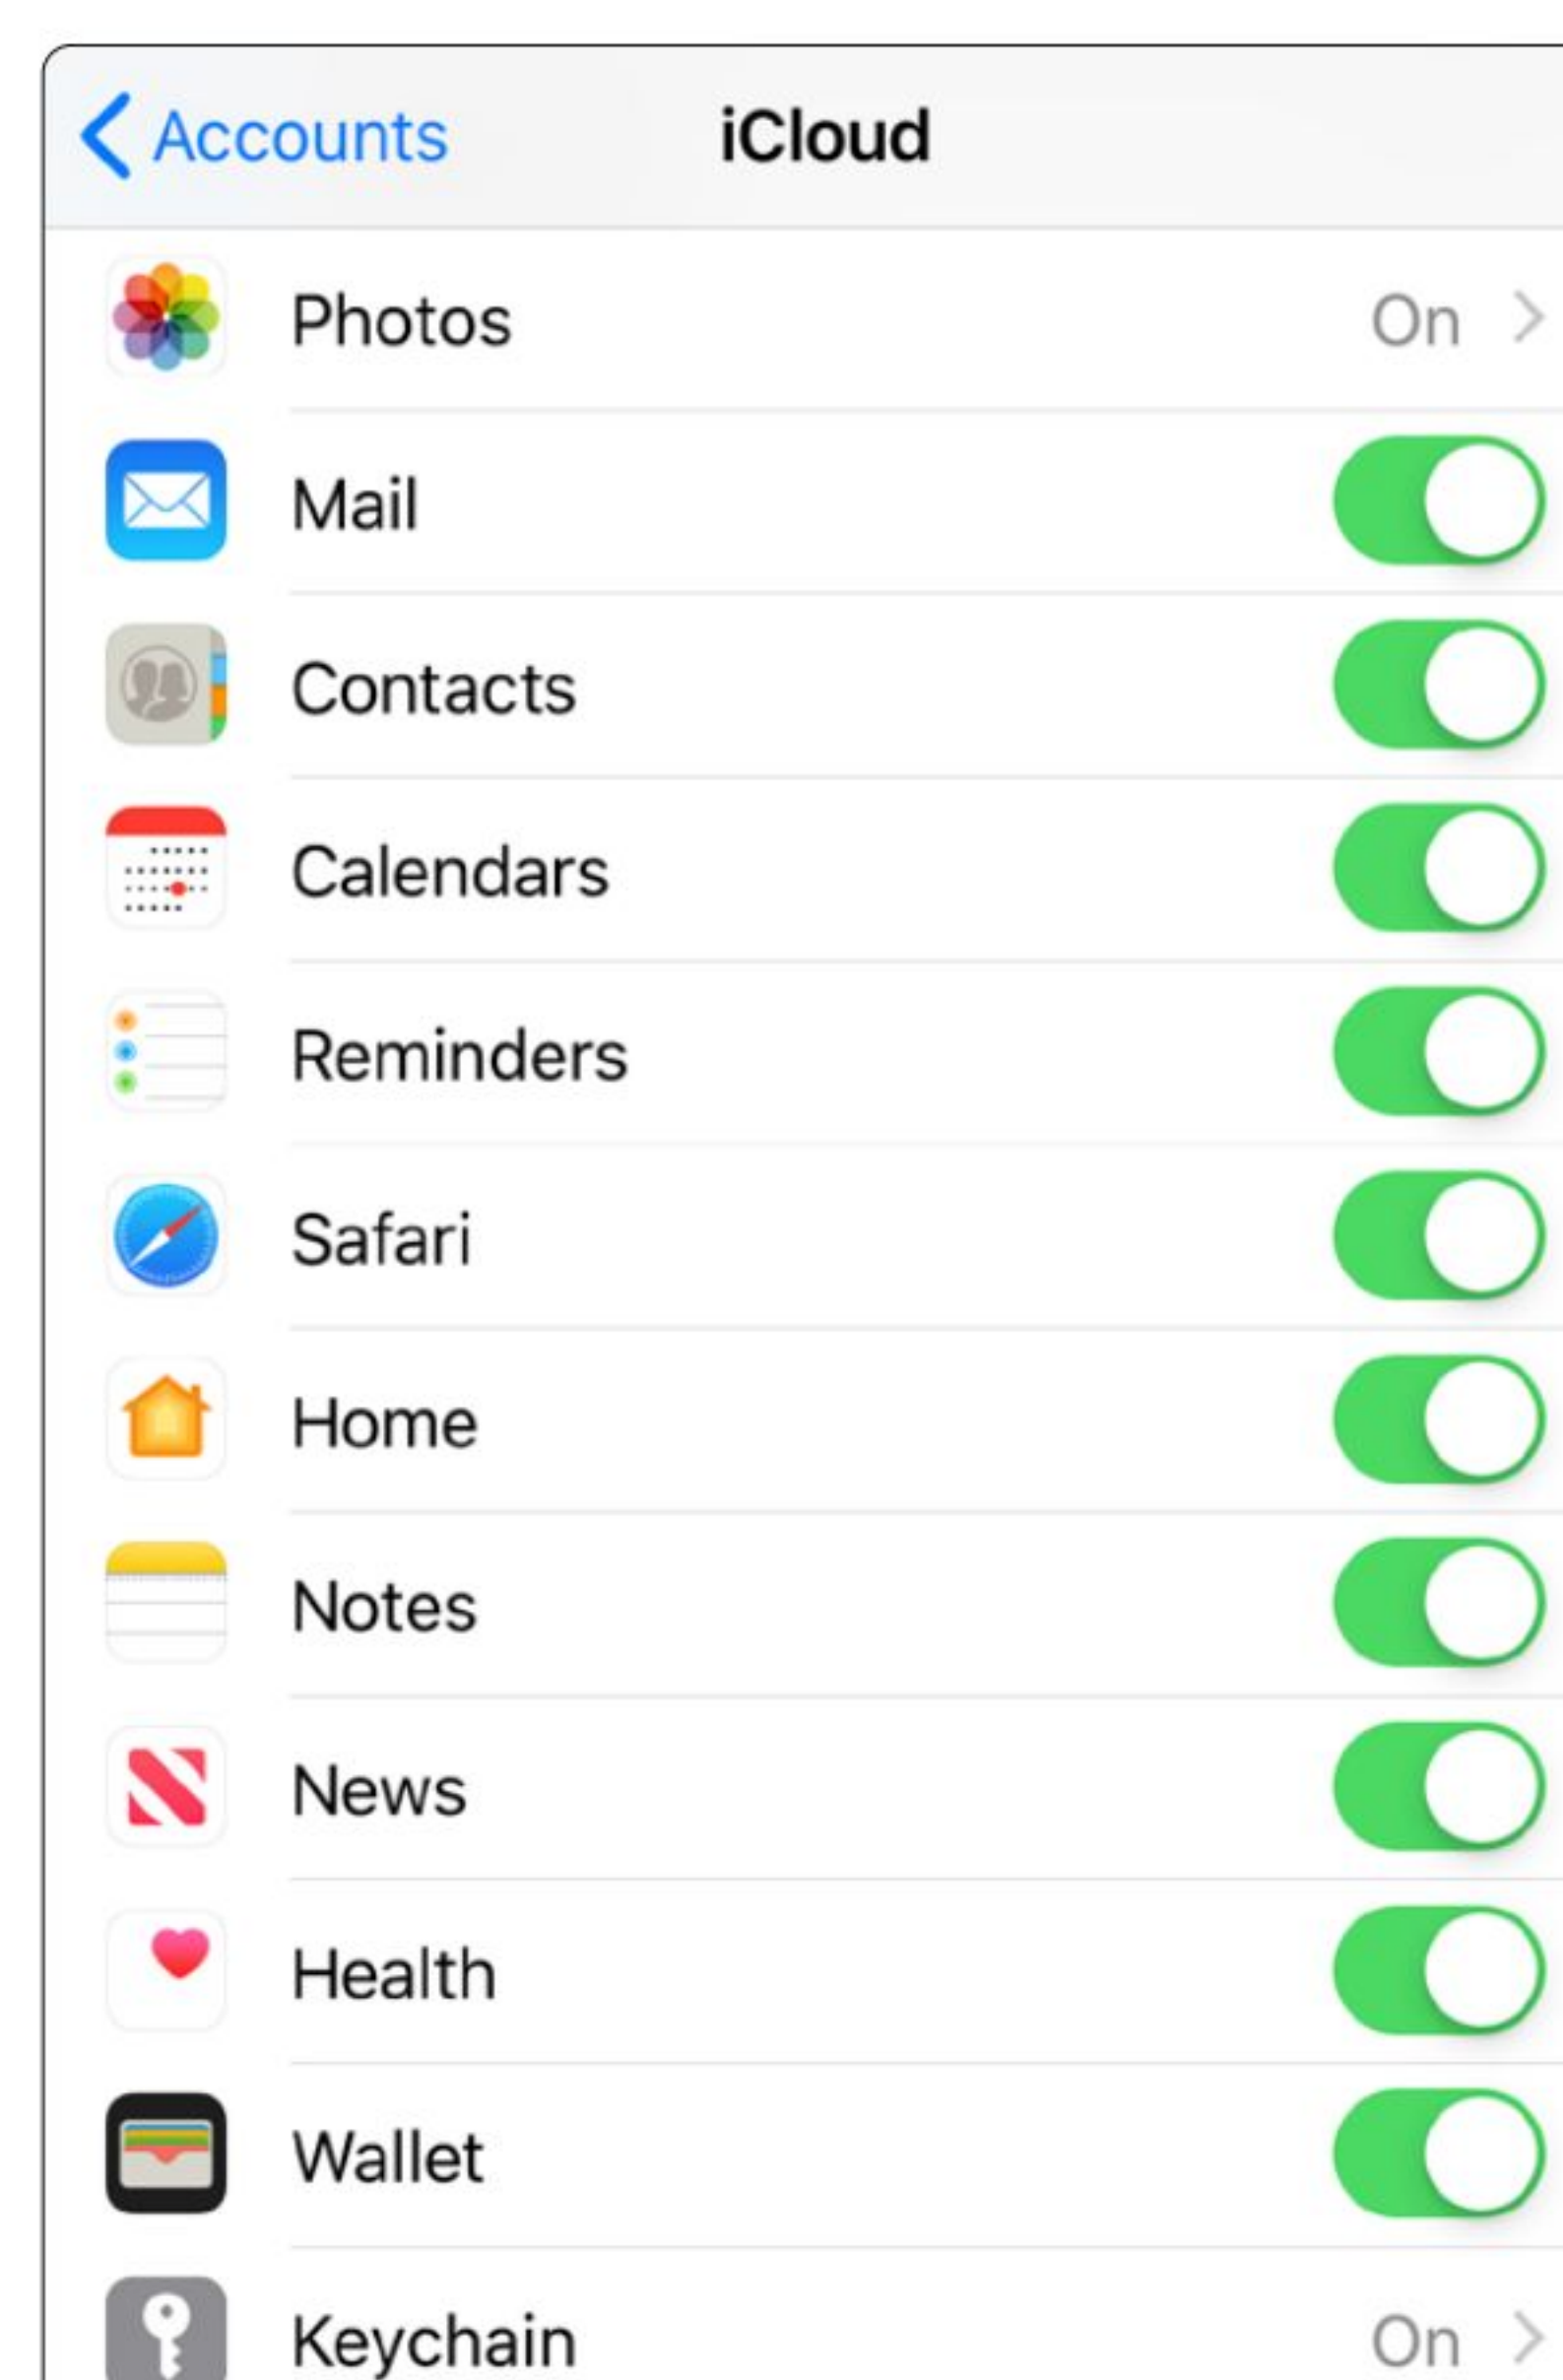 Accounts iCloud
Photos On
Mail
Contacts
Calendars
Reminders
Safari
Home
Notes
News
Health
Wallet
Keychain On